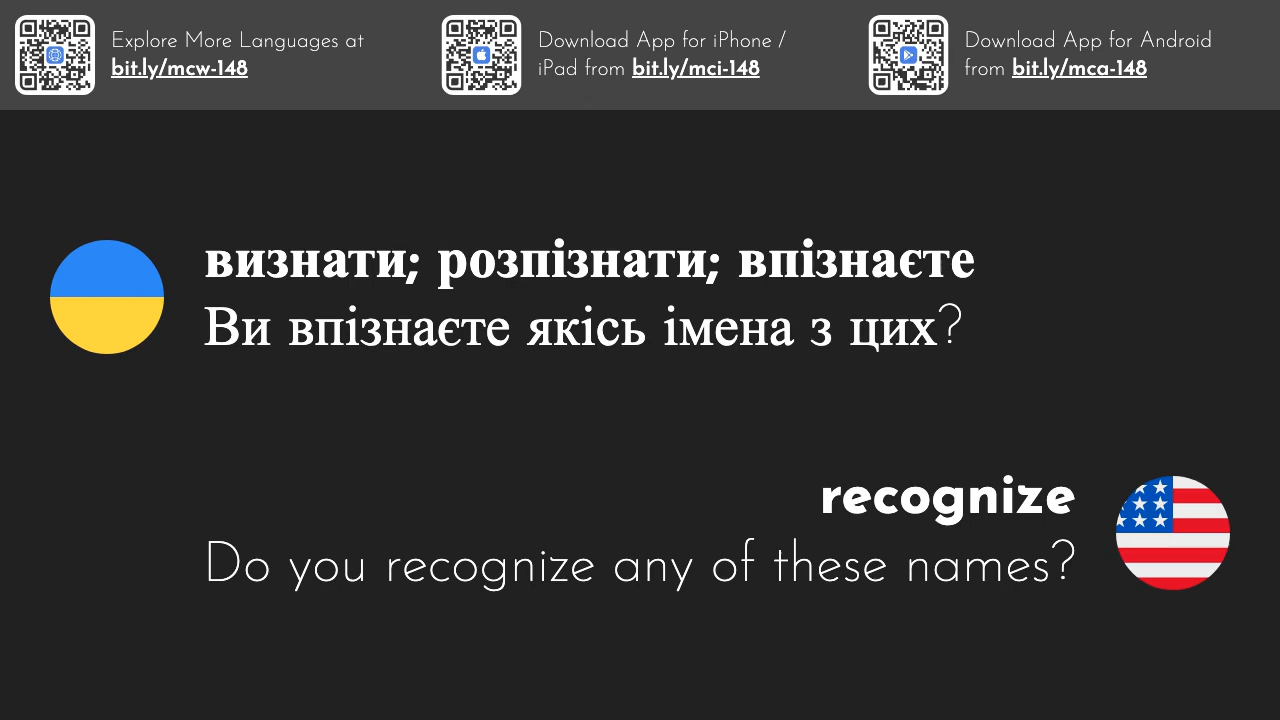 Explore More Languages at
bit.ly/mcw-148
Download App for iPhone /
iPad from bit.ly/mci-148
Download App for Android
from bit.ly/mca-148
визнати; розпізнати; впізнаєте
Ви впізнаєте якісь імена з цих?
recognize
Do you recognize any of these names?